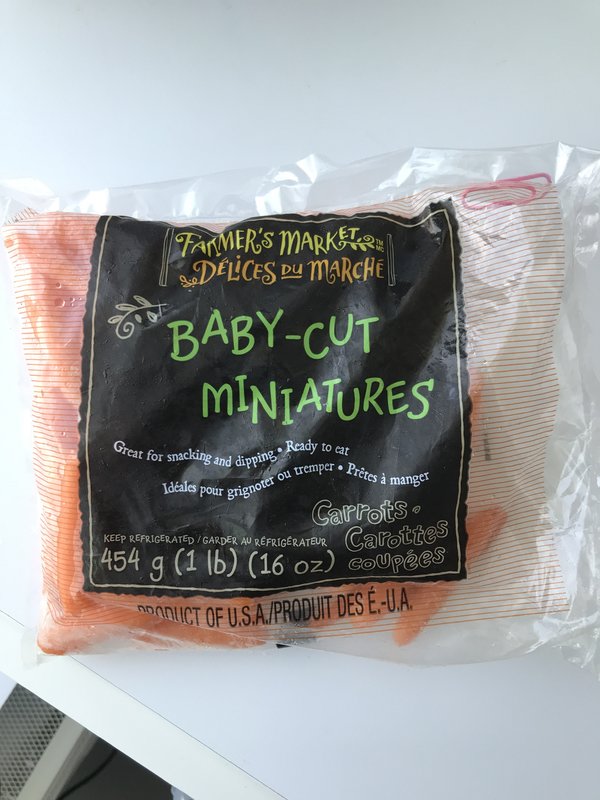 FARMER'S MARKET TM MC
DÉLICES DU MARCHÉ
BABY-CUT
MINIATURES
Great for snacking and dipping • Ready to eat
Idéales pour grignoter ou tremper • Prêtes à manger
Carrots •
Carottes
coupées
KEEP REFRIGERATED / GARDER AU RÉFRIGÉRATEUR
454 g (1 lb) (16 oz)
PRODUCT OF U.S.A./PRODUIT DES É.-U.A.